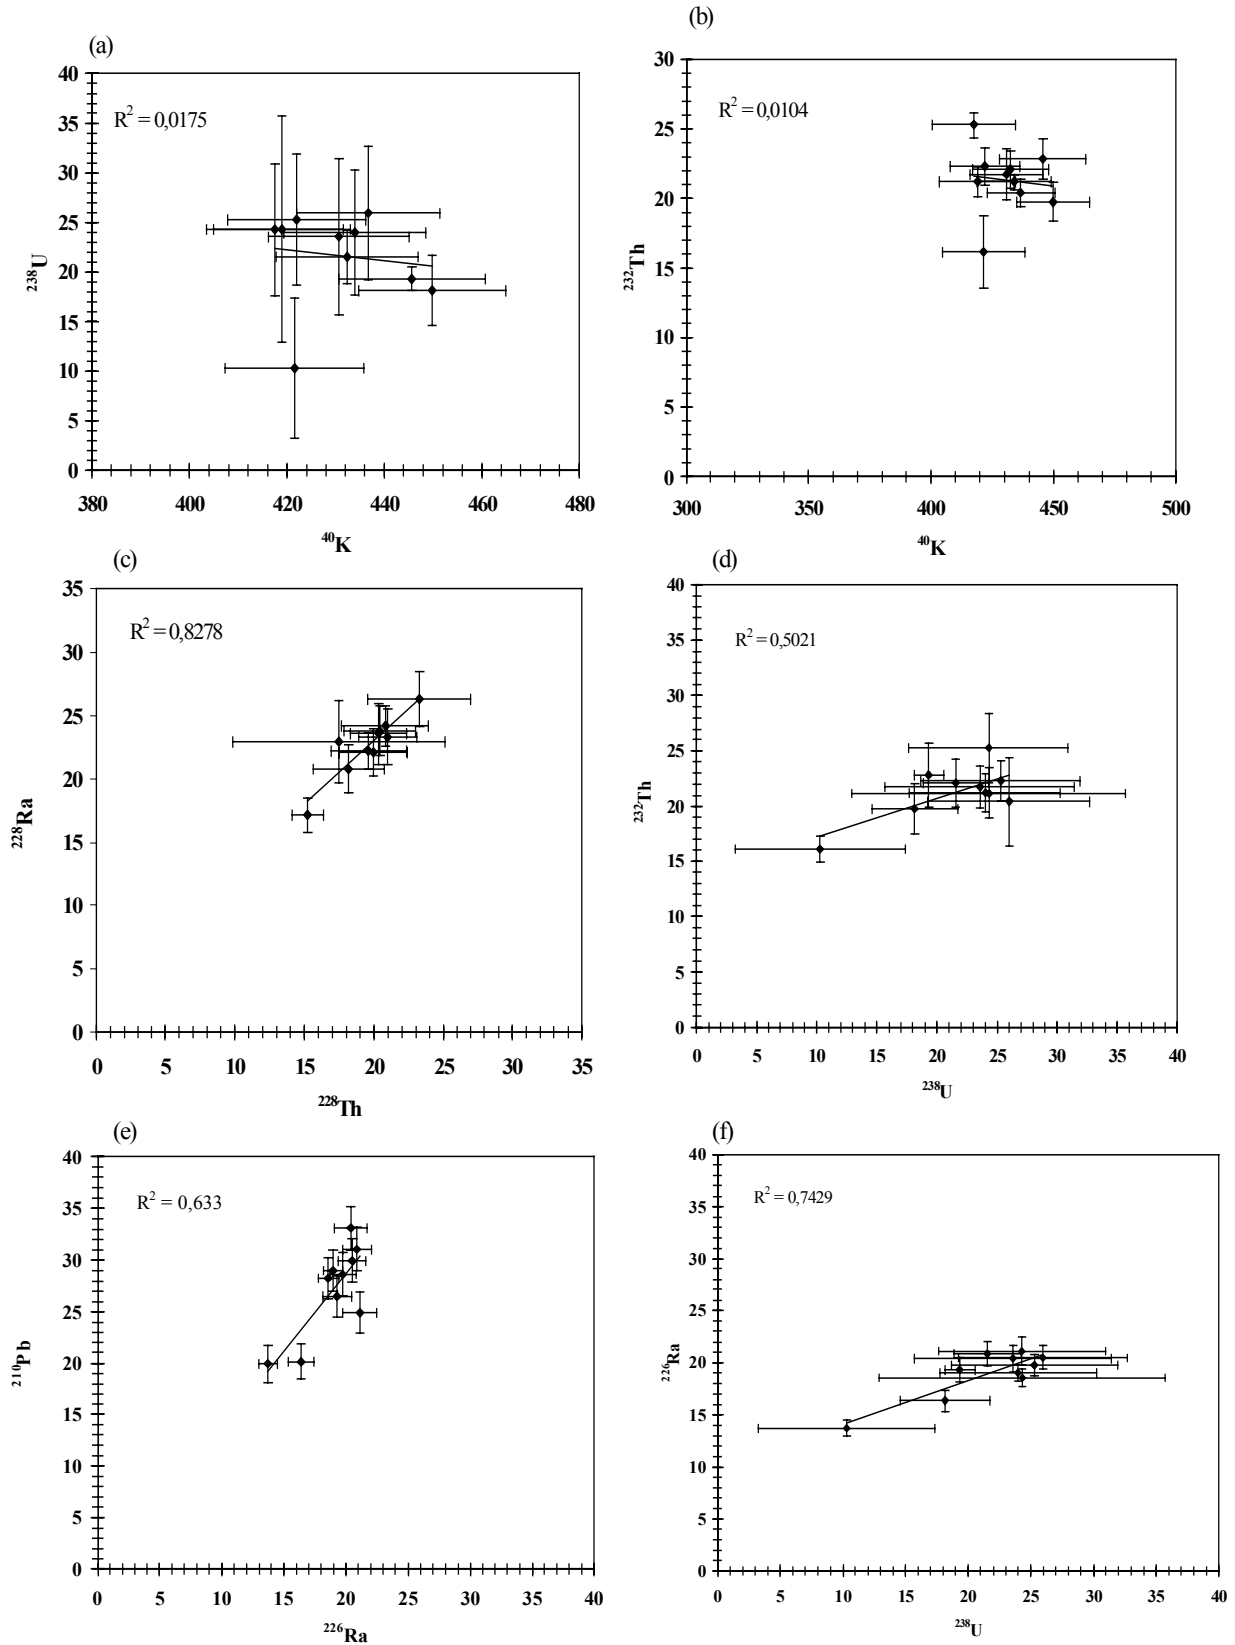 (a)
40
35
30
25
20
15
10
5
0
R² = 0,0175
²³⁸U
380 400 420 440 460 480
⁴⁰K
(b)
30
25
20
15
10
5
0
R² = 0,0104
²³²Th
300 350 400 450 500
⁴⁰K
(c)
35
30
25
20
15
10
5
0
R² = 0,8278
²²⁸Ra
0 5 10 15 20 25 30 35
²²⁸Th
(d)
40
35
30
25
20
15
10
5
0
R² = 0,5021
²³²Th
0 5 10 15 20 25 30 35 40
²³⁸U
(e)
40
35
30
25
20
15
10
5
0
R² = 0,633
²¹⁰Pb
0 5 10 15 20 25 30 35 40
²²⁶Ra
(f)
40
35
30
25
20
15
10
5
0
R² = 0,7429
²²⁶Ra
0 5 10 15 20 25 30 35 40
²³⁸U